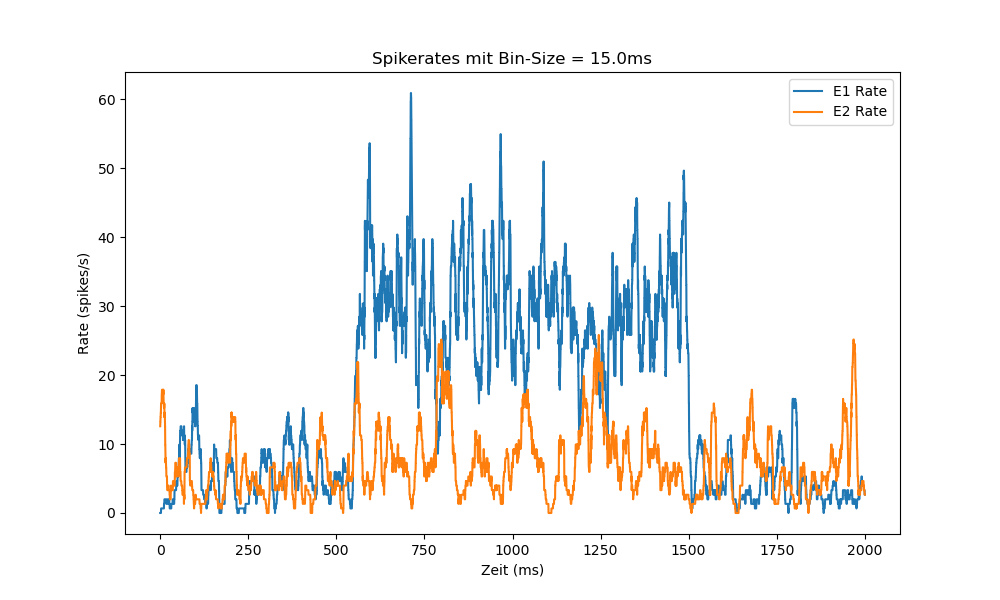 Spikerates mit Bin-Size = 15.0ms
E1 Rate
E2 Rate
60
50
40
30
20
10
0
Rate (spikes/s)
0 250 500 750 1000 1250 1500 1750 2000
Zeit (ms)